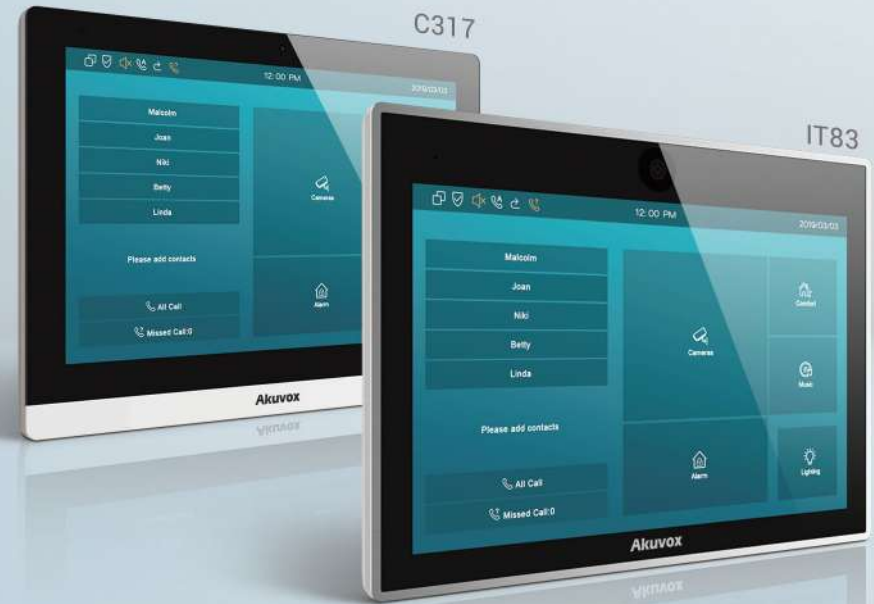 C317
12:00 PM
2019/03/03
Malcolm
Joan
Niki
Betty
Linda
Please add contacts
All Call
Missed Call:0
Cameras
Alarm
Akuvox
IT83
12:00 PM
2019/03/03
Malcolm
Joan
Niki
Betty
Linda
Please add contacts
All Call
Missed Call:0
Cameras
Alarm
Comfort
Music
Lighting
Akuvox